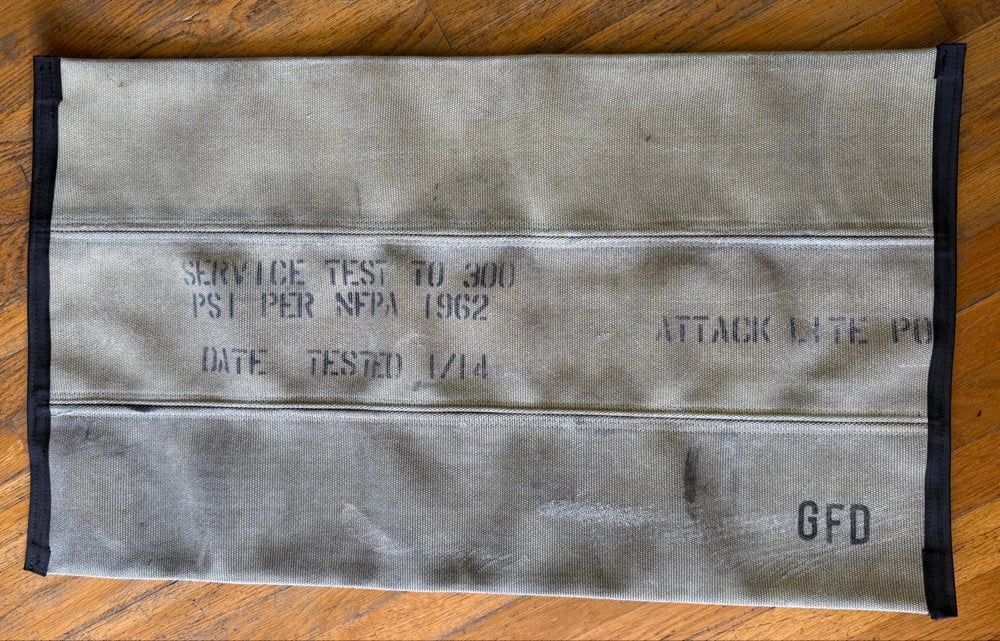 SERVICE TEST TO 300
PSI PER NFPA 1962
DATE TESTED 1/14
ATTACK LITE PO
GFD